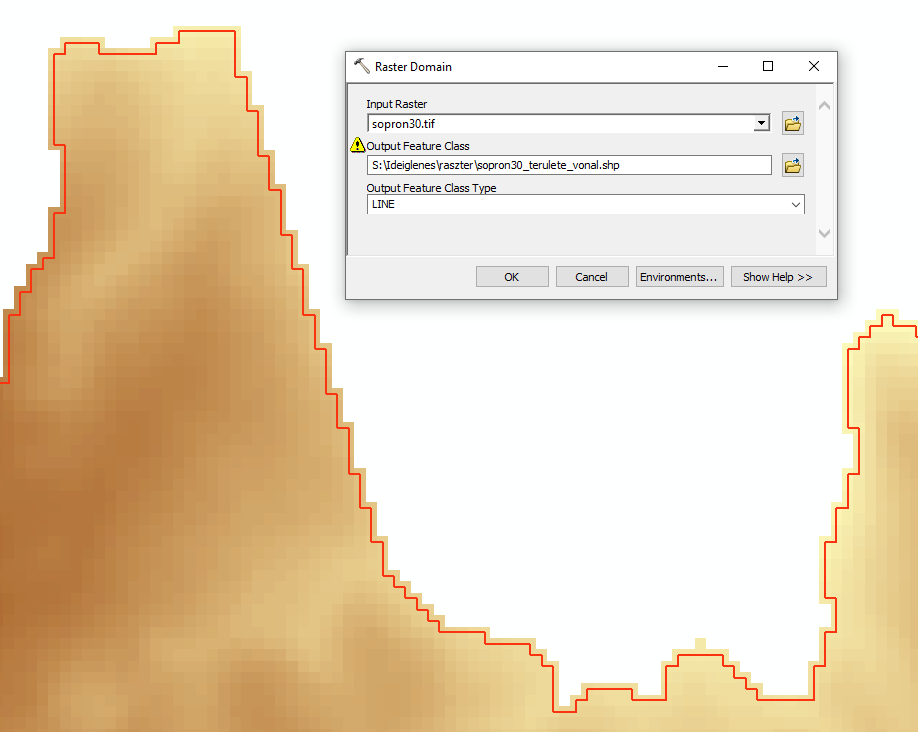 Raster Domain
Input Raster
sopron30.tif
Output Feature Class
S:\Ideiglenes\raszter\sopron30_terulete_vonal.shp
Output Feature Class Type
LINE
OK
Cancel
Environments...
Show Help >>